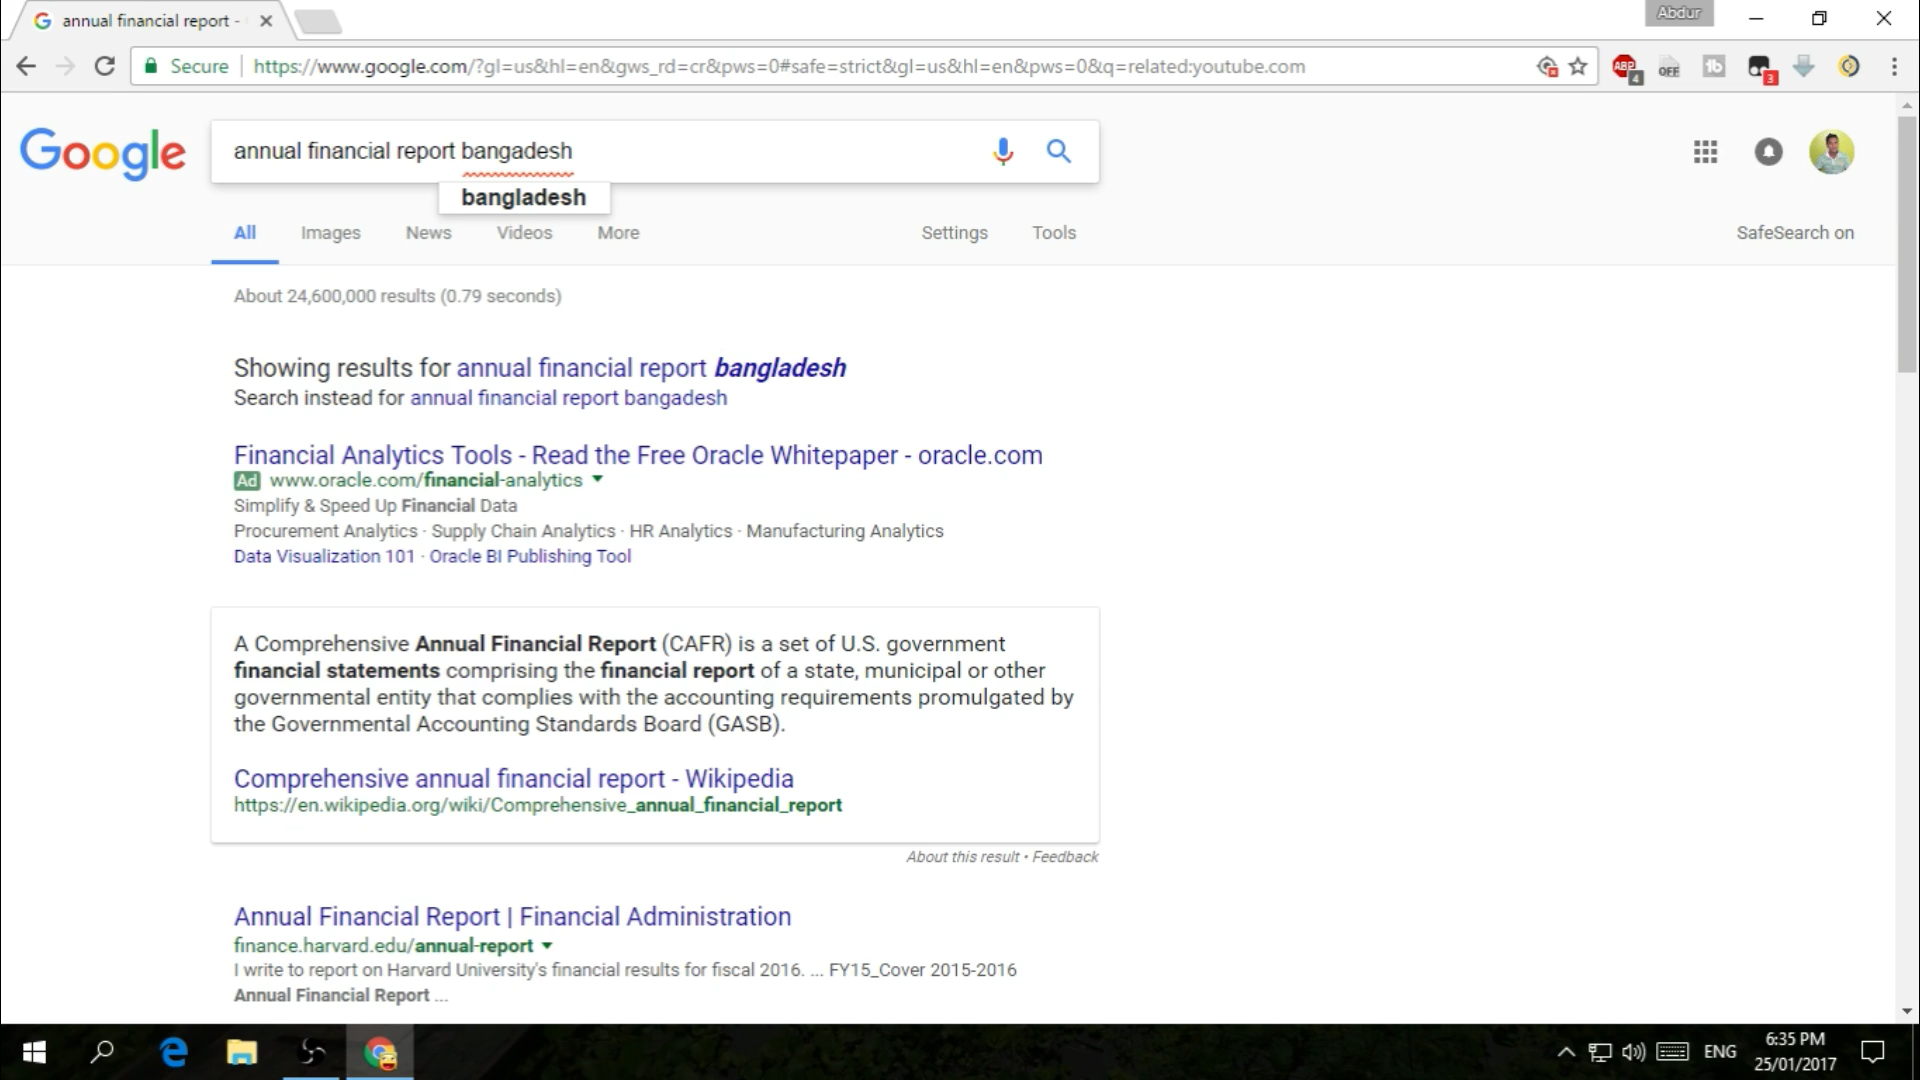 annual financial report -
Abdur
Secure
https://www.google.com/?gl=us&hl=en&gws_rd=cr&pws=0#safe=strict&gl=us&hl=en&pws=0&q=related:youtube.com
ABP
4
OFF
3
Google
annual financial report bangadesh
bangladesh
All
Images
News
Videos
More
Settings
Tools
SafeSearch on
About 24,600,000 results (0.79 seconds)
Showing results for annual financial report bangladesh
Search instead for annual financial report bangadesh
Financial Analytics Tools - Read the Free Oracle Whitepaper - oracle.com
Ad www.oracle.com/financial-analytics
Simplify & Speed Up Financial Data
Procurement Analytics · Supply Chain Analytics · HR Analytics · Manufacturing Analytics
Data Visualization 101 · Oracle BI Publishing Tool
A Comprehensive Annual Financial Report (CAFR) is a set of U.S. government
financial statements comprising the financial report of a state, municipal or other
governmental entity that complies with the accounting requirements promulgated by
the Governmental Accounting Standards Board (GASB).
Comprehensive annual financial report - Wikipedia
https://en.wikipedia.org/wiki/Comprehensive_annual_financial_report
About this result • Feedback
Annual Financial Report | Financial Administration
finance.harvard.edu/annual-report
I write to report on Harvard University's financial results for fiscal 2016. ... FY15_Cover 2015-2016
Annual Financial Report ...
ENG
6:35 PM
25/01/2017